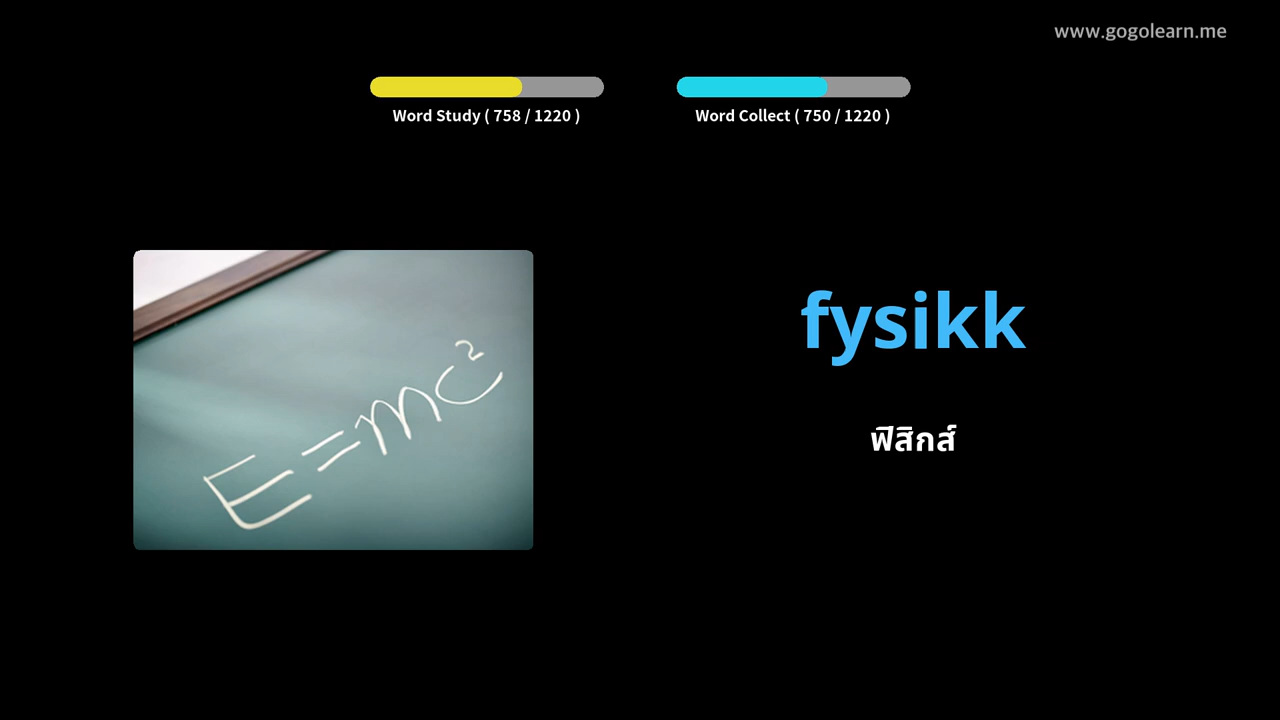 www.gogolearn.me
Word Study ( 758 / 1220 )
Word Collect ( 750 / 1220 )
E=mc²
fysikk
ฟิสิกส์